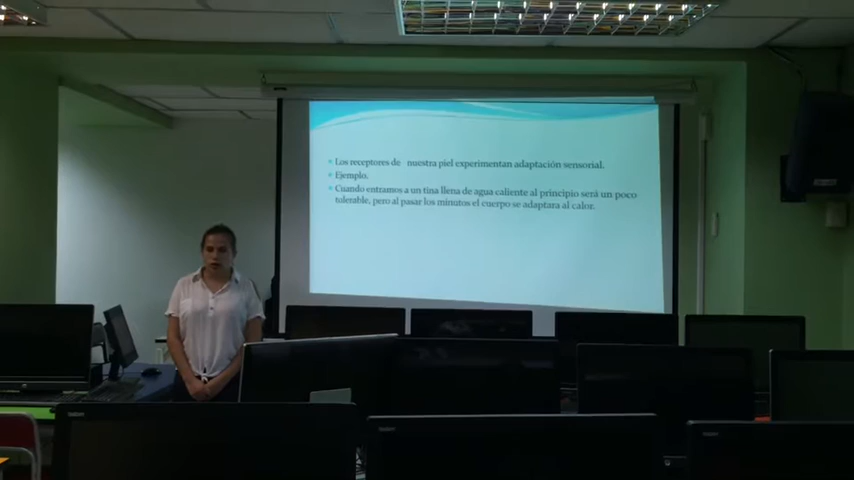 Los receptores de nuestra piel experimentan adaptación sensorial.
Ejemplo.
Cuando entramos a un tina llena de agua caliente al principio será un poco
tolerable, pero al pasar los minutos el cuerpo se adaptara al calor.